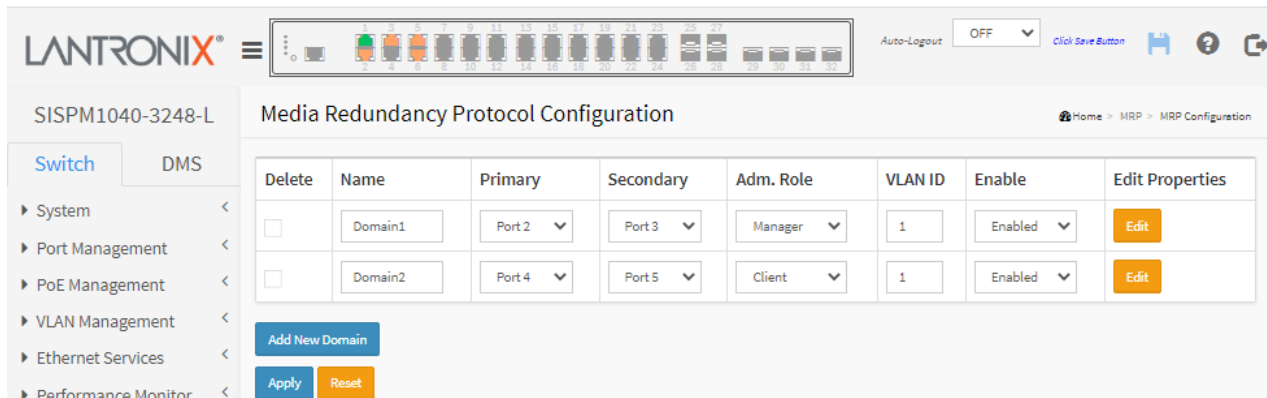 1 3 5 7 9 11 13 15 17 19 21 23 25 27
LANTRONIX®
Auto-Logout OFF Click Save Button
2 4 6 8 10 12 14 16 18 20 22 24 26 28 29 30 31 32
SISPM1040-3248-L
Media Redundancy Protocol Configuration
Home > MRP > MRP Configuration
Switch DMS
Delete Name Primary Secondary Adm. Role VLAN ID Enable Edit Properties
System
Domain1 Port 2 Port 3 Manager 1 Enabled Edit
Port Management
PoE Management
Domain2 Port 4 Port 5 Client 1 Enabled Edit
VLAN Management
Add New Domain
Ethernet Services
Apply Reset
Performance Monitor